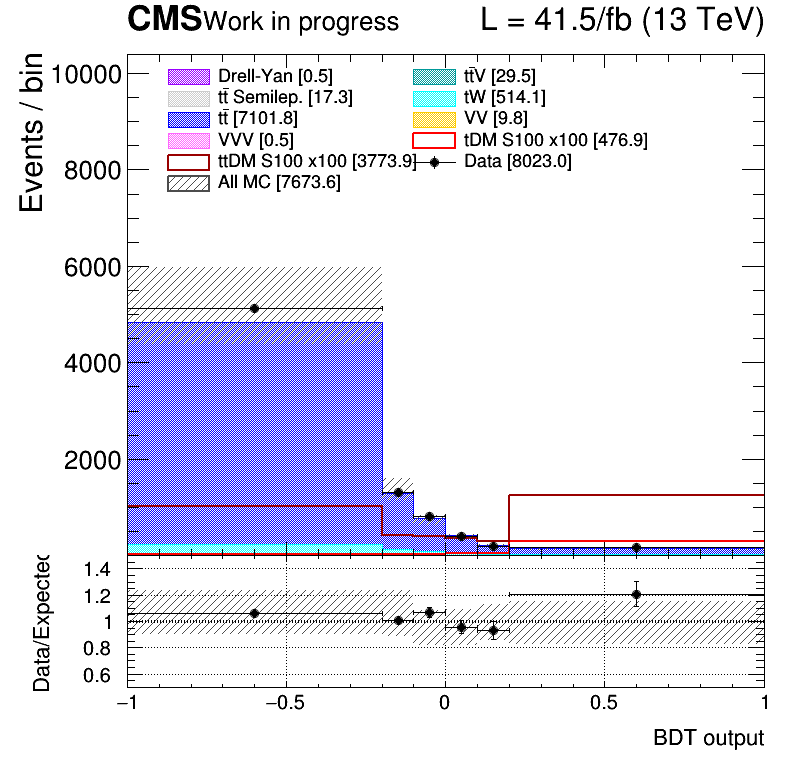 CMS Work in progress L = 41.5/fb (13 TeV)
Events / bin
10000
8000
6000
4000
2000
Drell-Yan [0.5] tt̄V [29.5]
tt̄ Semilep. [17.3] tW [514.1]
tt̄ [7101.8] VV [9.8]
VVV [0.5] tDM S100 x100 [476.9]
ttDM S100 x100 [3773.9] Data [8023.0]
All MC [7673.6]
Data/Expected
1.4
1.2
1
0.8
0.6
−1 −0.5 0 0.5 1
BDT output